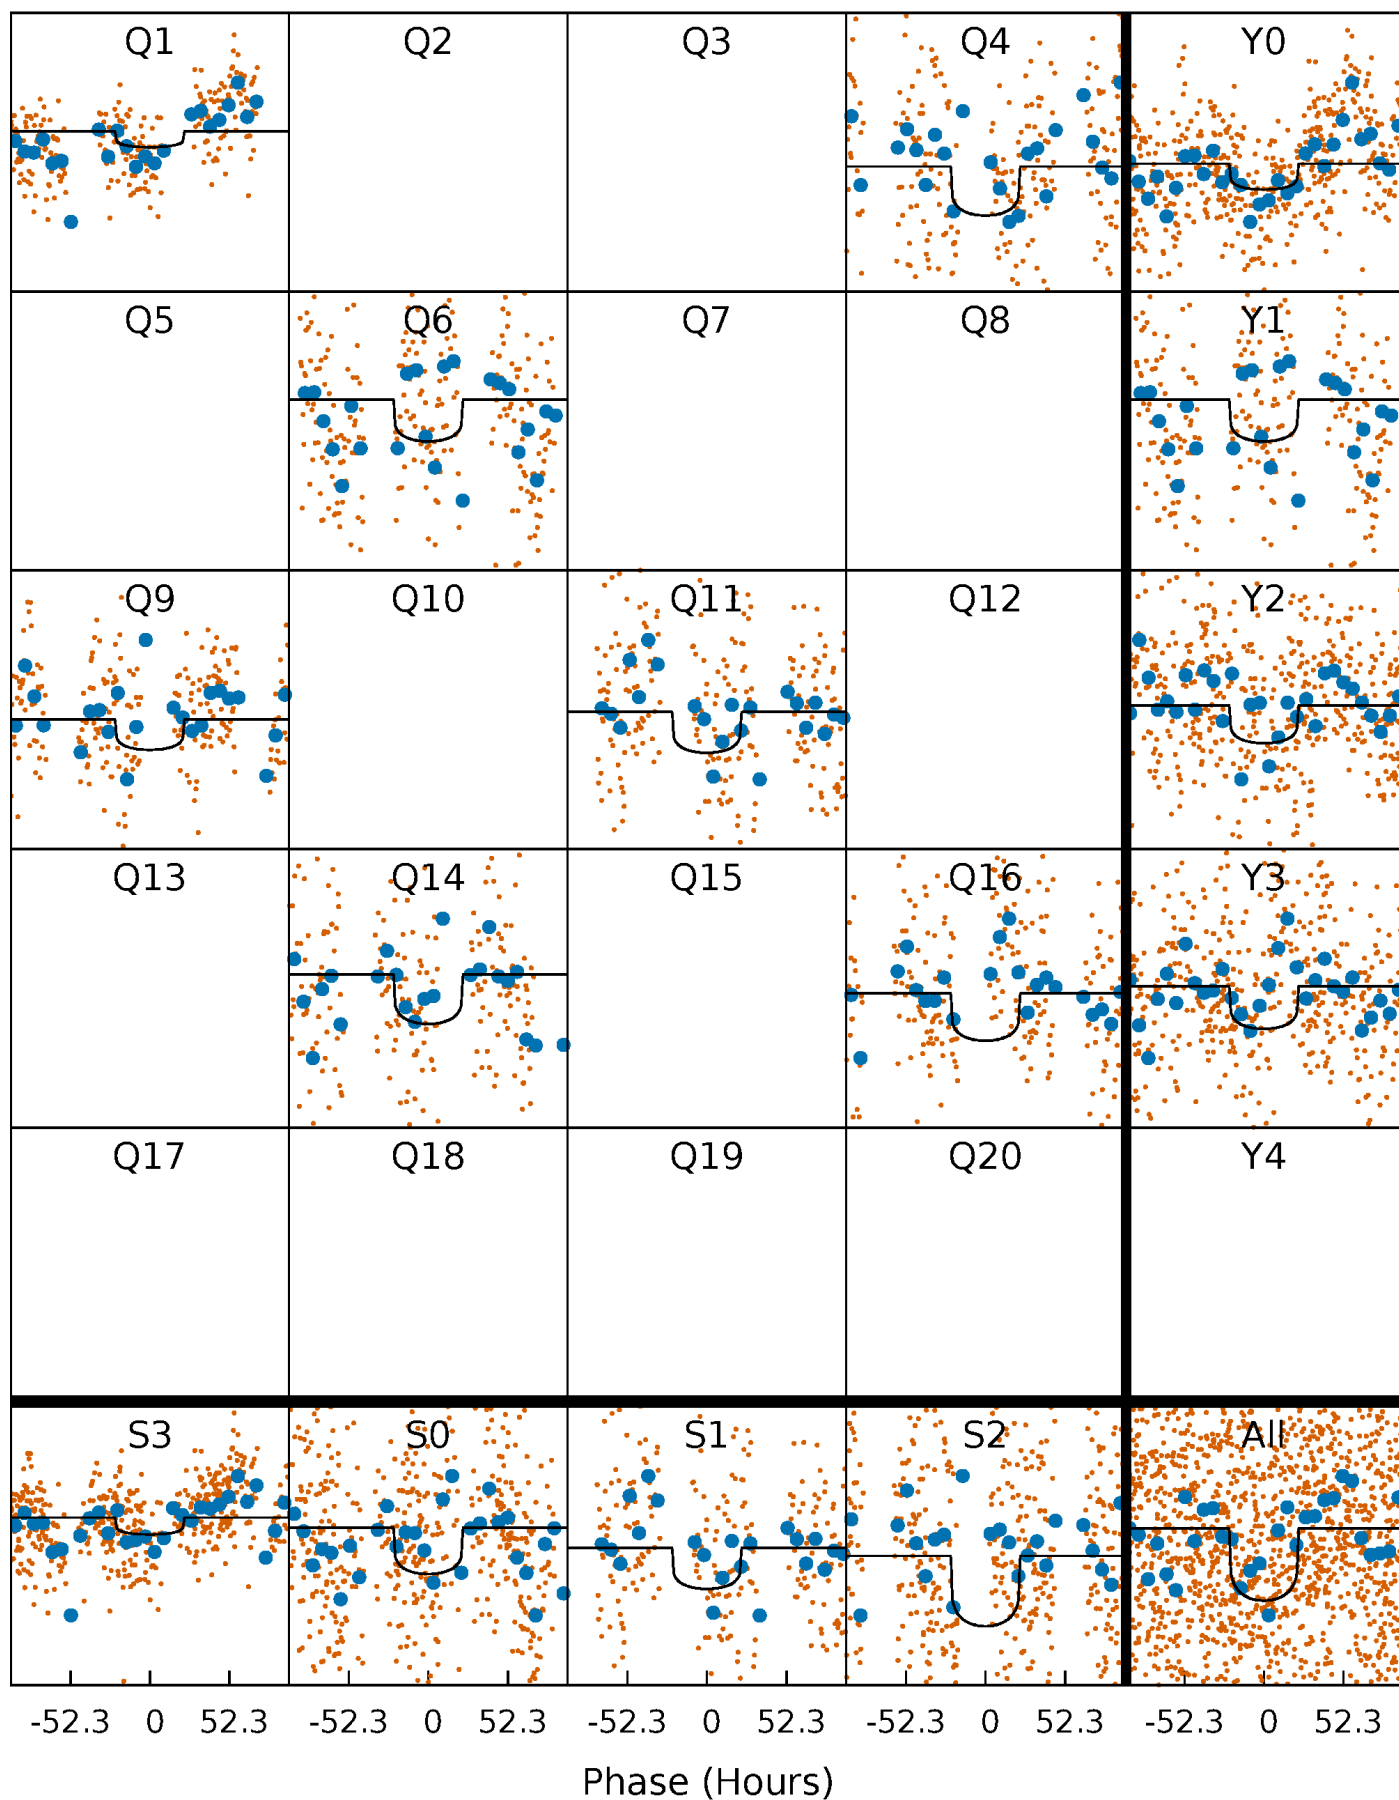 Q1 Q2 Q3 Q4 Y0
Q5 Q6 Q7 Q8 Y1
Q9 Q10 Q11 Q12 Y2
Q13 Q14 Q15 Q16 Y3
Q17 Q18 Q19 Q20 Y4
S3 S0 S1 S2 All
-52.3 0 52.3 -52.3 0 52.3 -52.3 0 52.3 -52.3 0 52.3 -52.3 0 52.3
Phase (Hours)